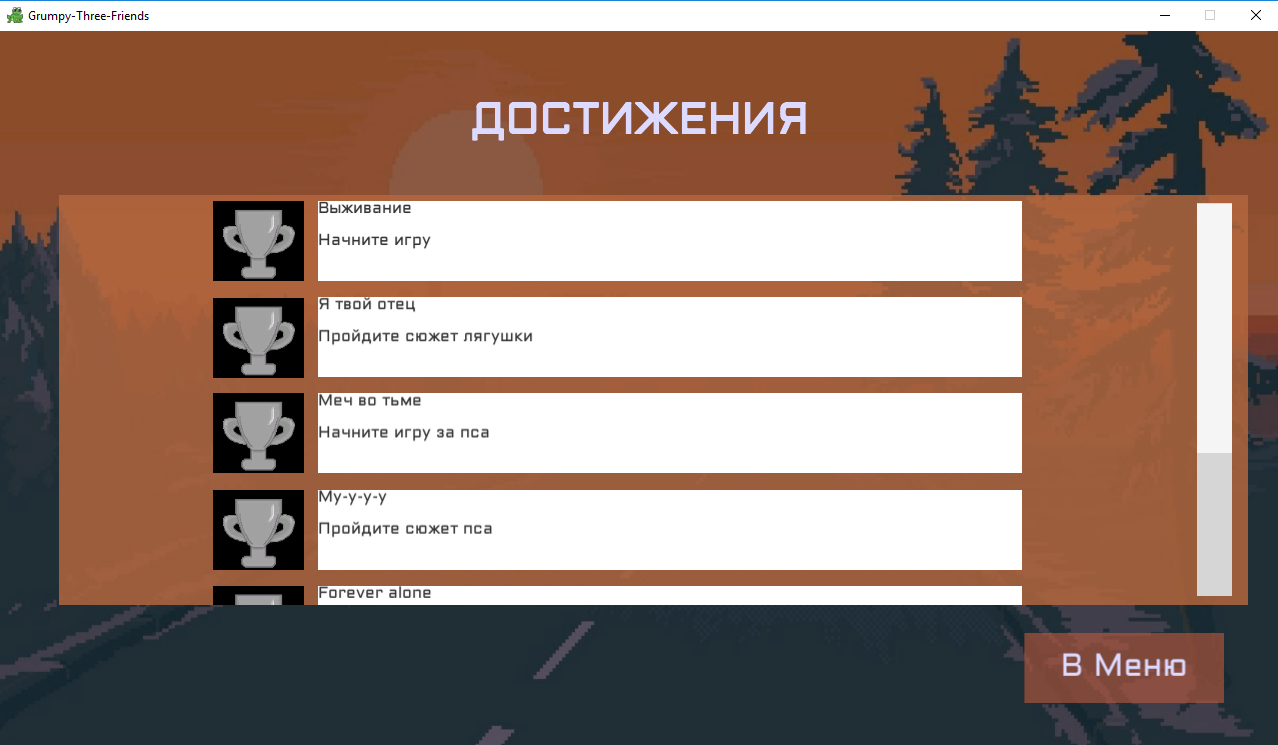 Grumpy-Three-Friends
ДОСТИЖЕНИЯ
Выживание
Начните игру
Я твой отец
Пройдите сюжет лягушки
Меч во тьме
Начните игру за пса
Му-у-у-у
Пройдите сюжет пса
Forever alone
В Меню